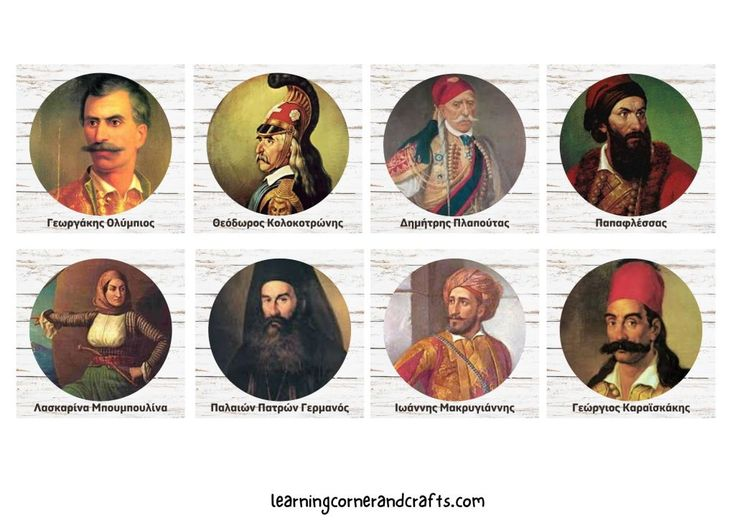 Γεωργάκης Ολύμπιος
Θεόδωρος Κολοκοτρώνης
Δημήτρης Πλαπούτας
Παπαφλέσσας
Λασκαρίνα Μπουμπουλίνα
Παλαιών Πατρών Γερμανός
Ιωάννης Μακρυγιάννης
Γεώργιος Καραϊσκάκης
learningcornerandcrafts.com